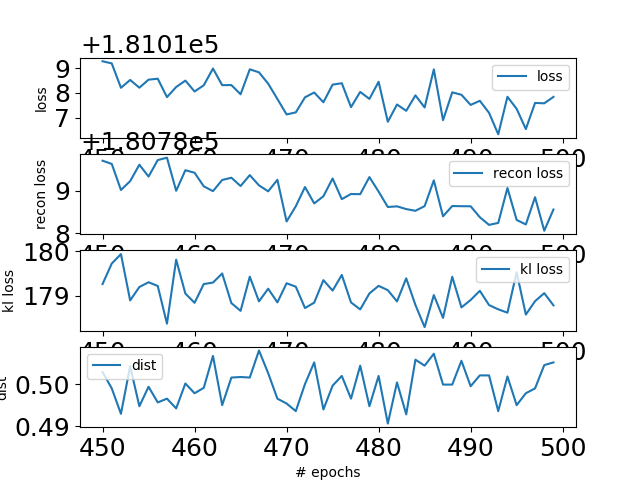 +1.8101e5
9
8
7
loss
loss
+1.8078e5
9
8
recon loss
recon loss
180
179
kl loss
kl loss
0.50
0.49
dist
dist
450 460 470 480 490 500
# epochs